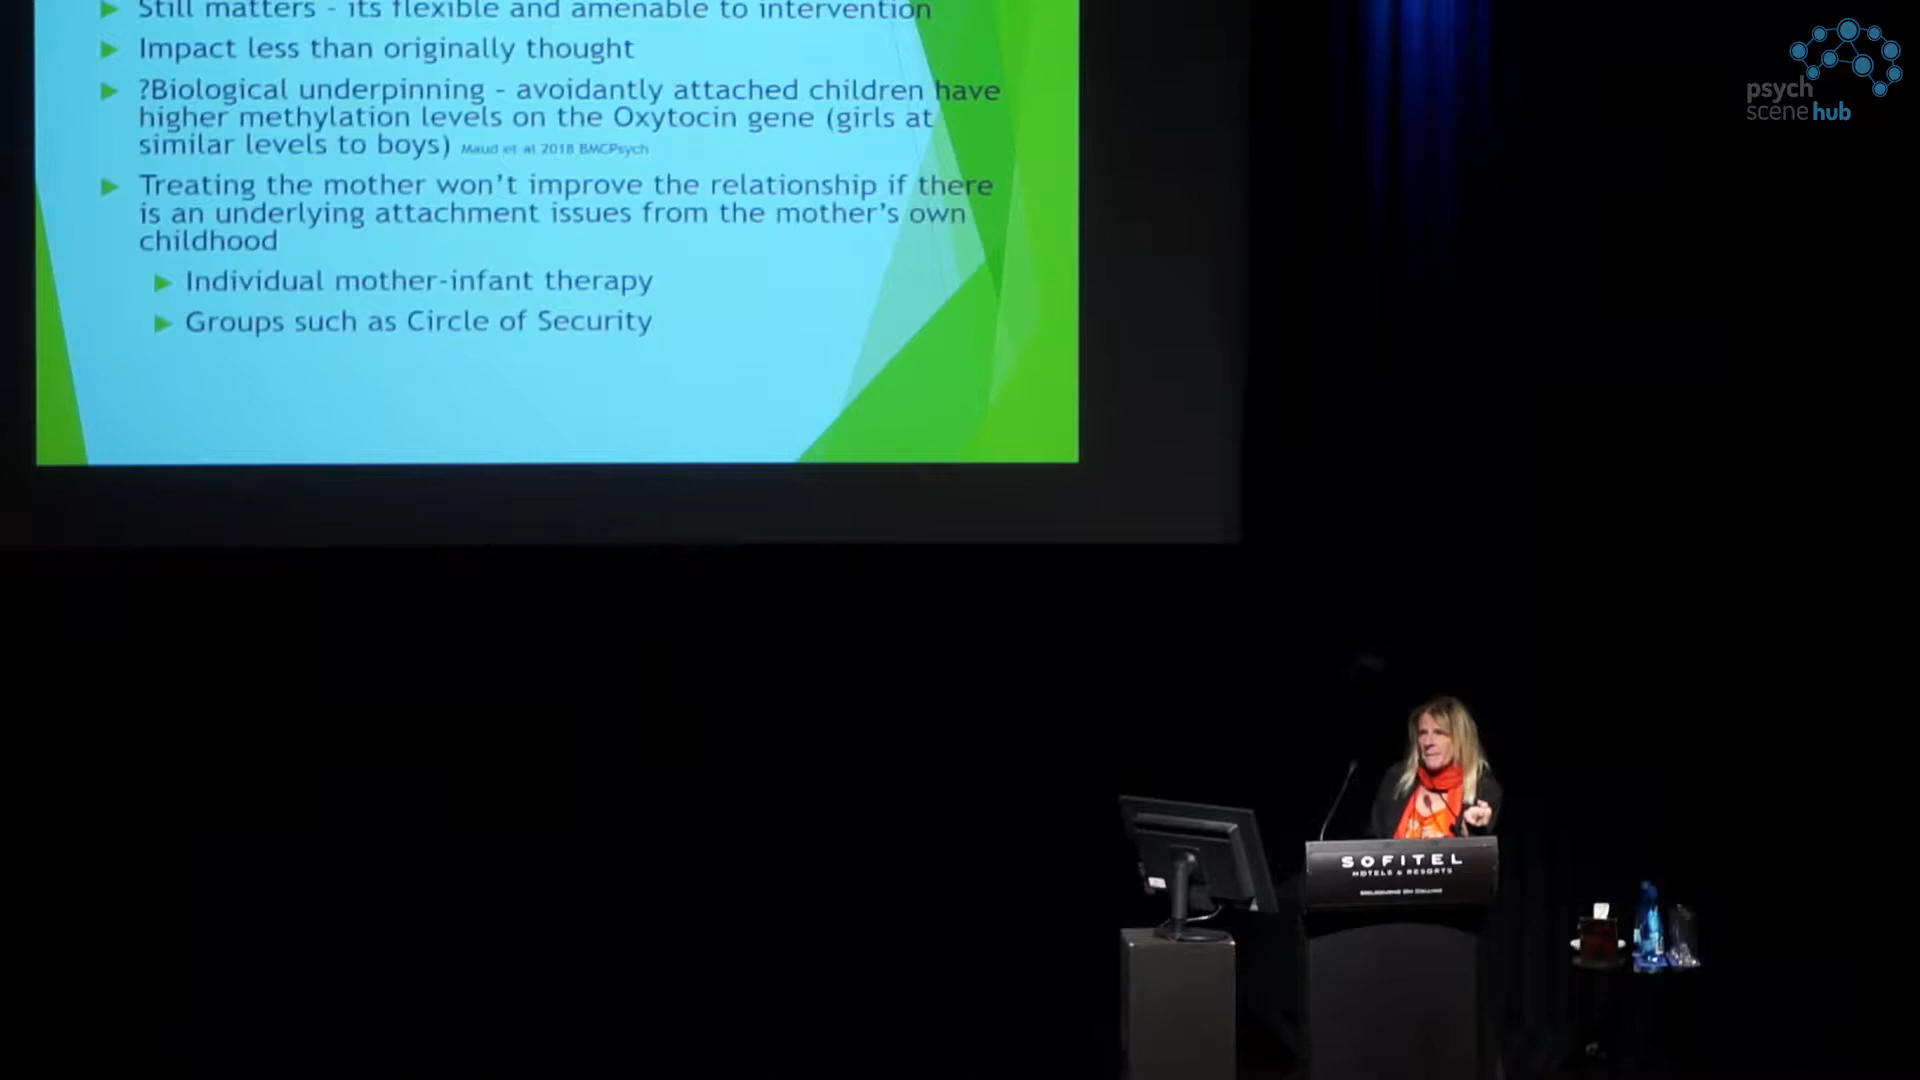 Still matters - its flexible and amenable to intervention
Impact less than originally thought
?Biological underpinning - avoidantly attached children have
higher methylation levels on the Oxytocin gene (girls at
similar levels to boys) Maud et al 2018 BMCPsych
Treating the mother won't improve the relationship if there
is an underlying attachment issues from the mother's own
childhood
Individual mother-infant therapy
Groups such as Circle of Security
psych
scene hub
SOFITEL
HOTELS & RESORTS
MELBOURNE ON COLLINS